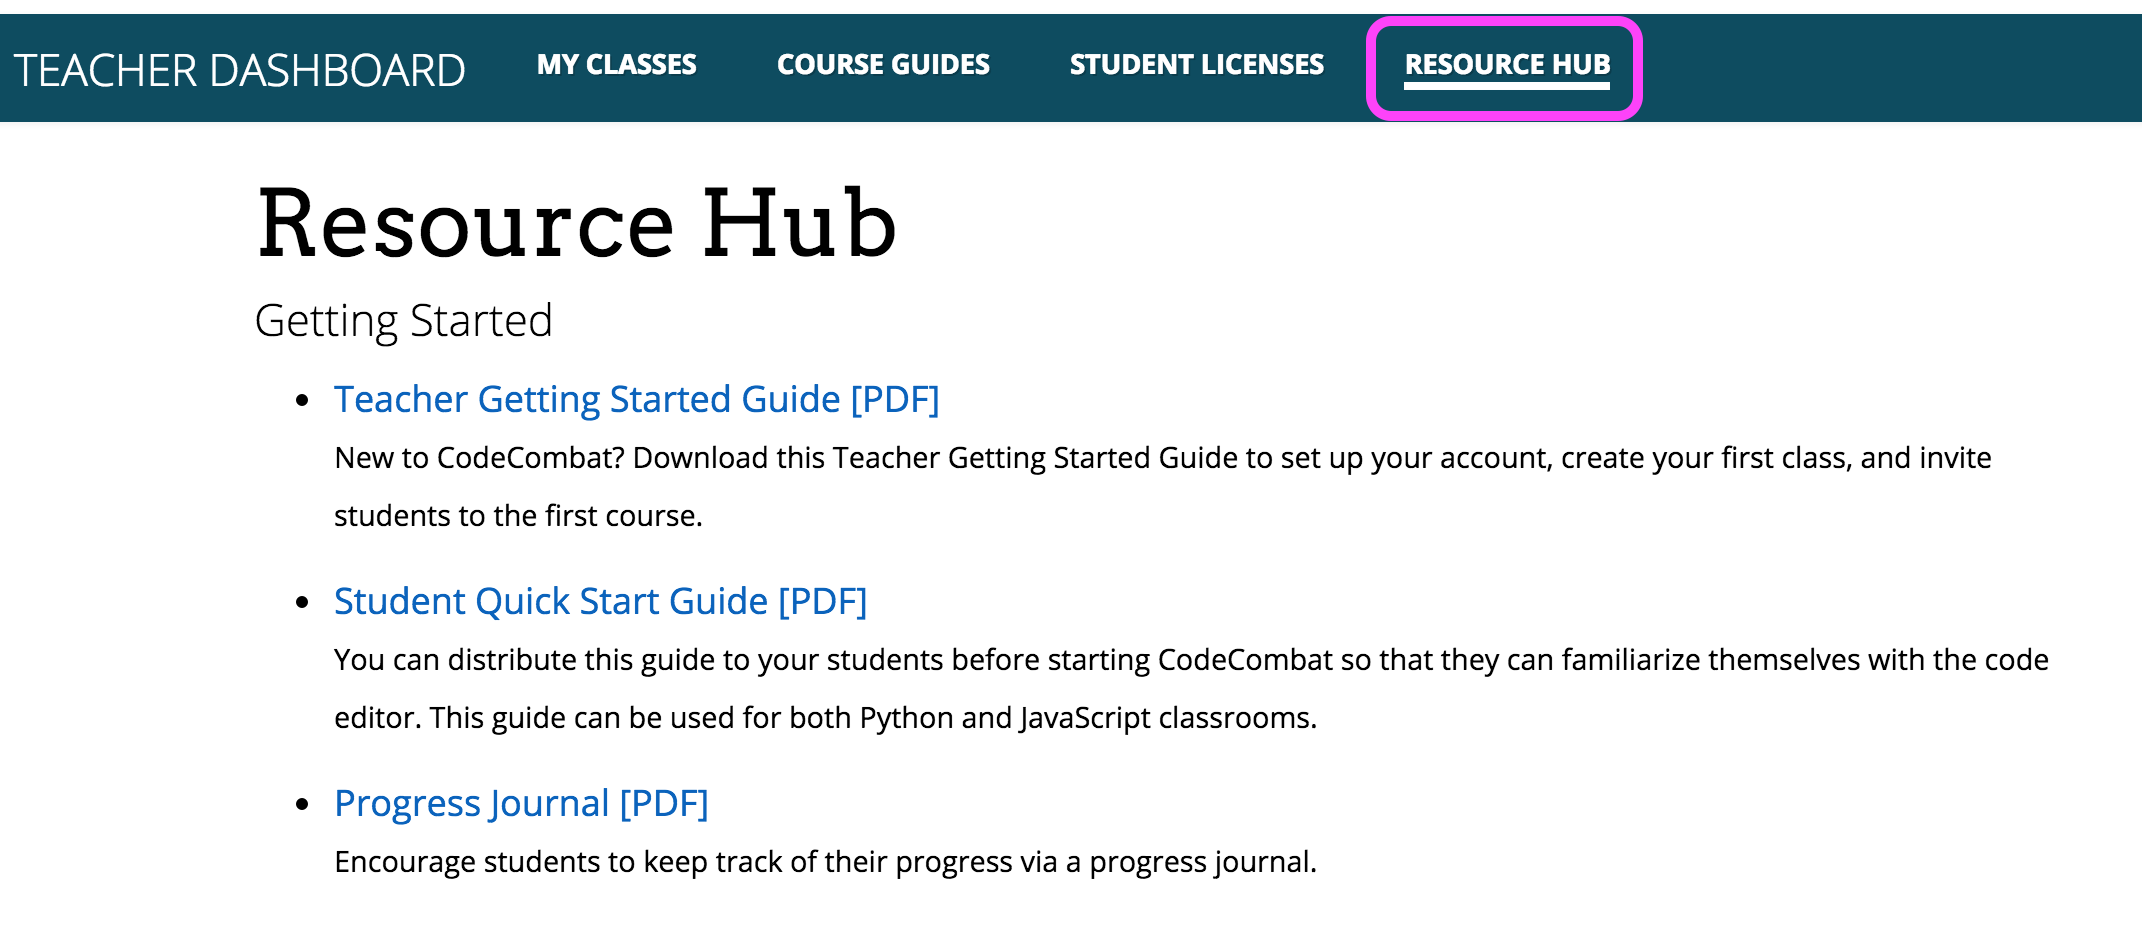 TEACHER DASHBOARD MY CLASSES COURSE GUIDES STUDENT LICENSES RESOURCE HUB
Resource Hub
Getting Started
Teacher Getting Started Guide [PDF]
New to CodeCombat? Download this Teacher Getting Started Guide to set up your account, create your first class, and invite
students to the first course.
Student Quick Start Guide [PDF]
You can distribute this guide to your students before starting CodeCombat so that they can familiarize themselves with the code
editor. This guide can be used for both Python and JavaScript classrooms.
Progress Journal [PDF]
Encourage students to keep track of their progress via a progress journal.